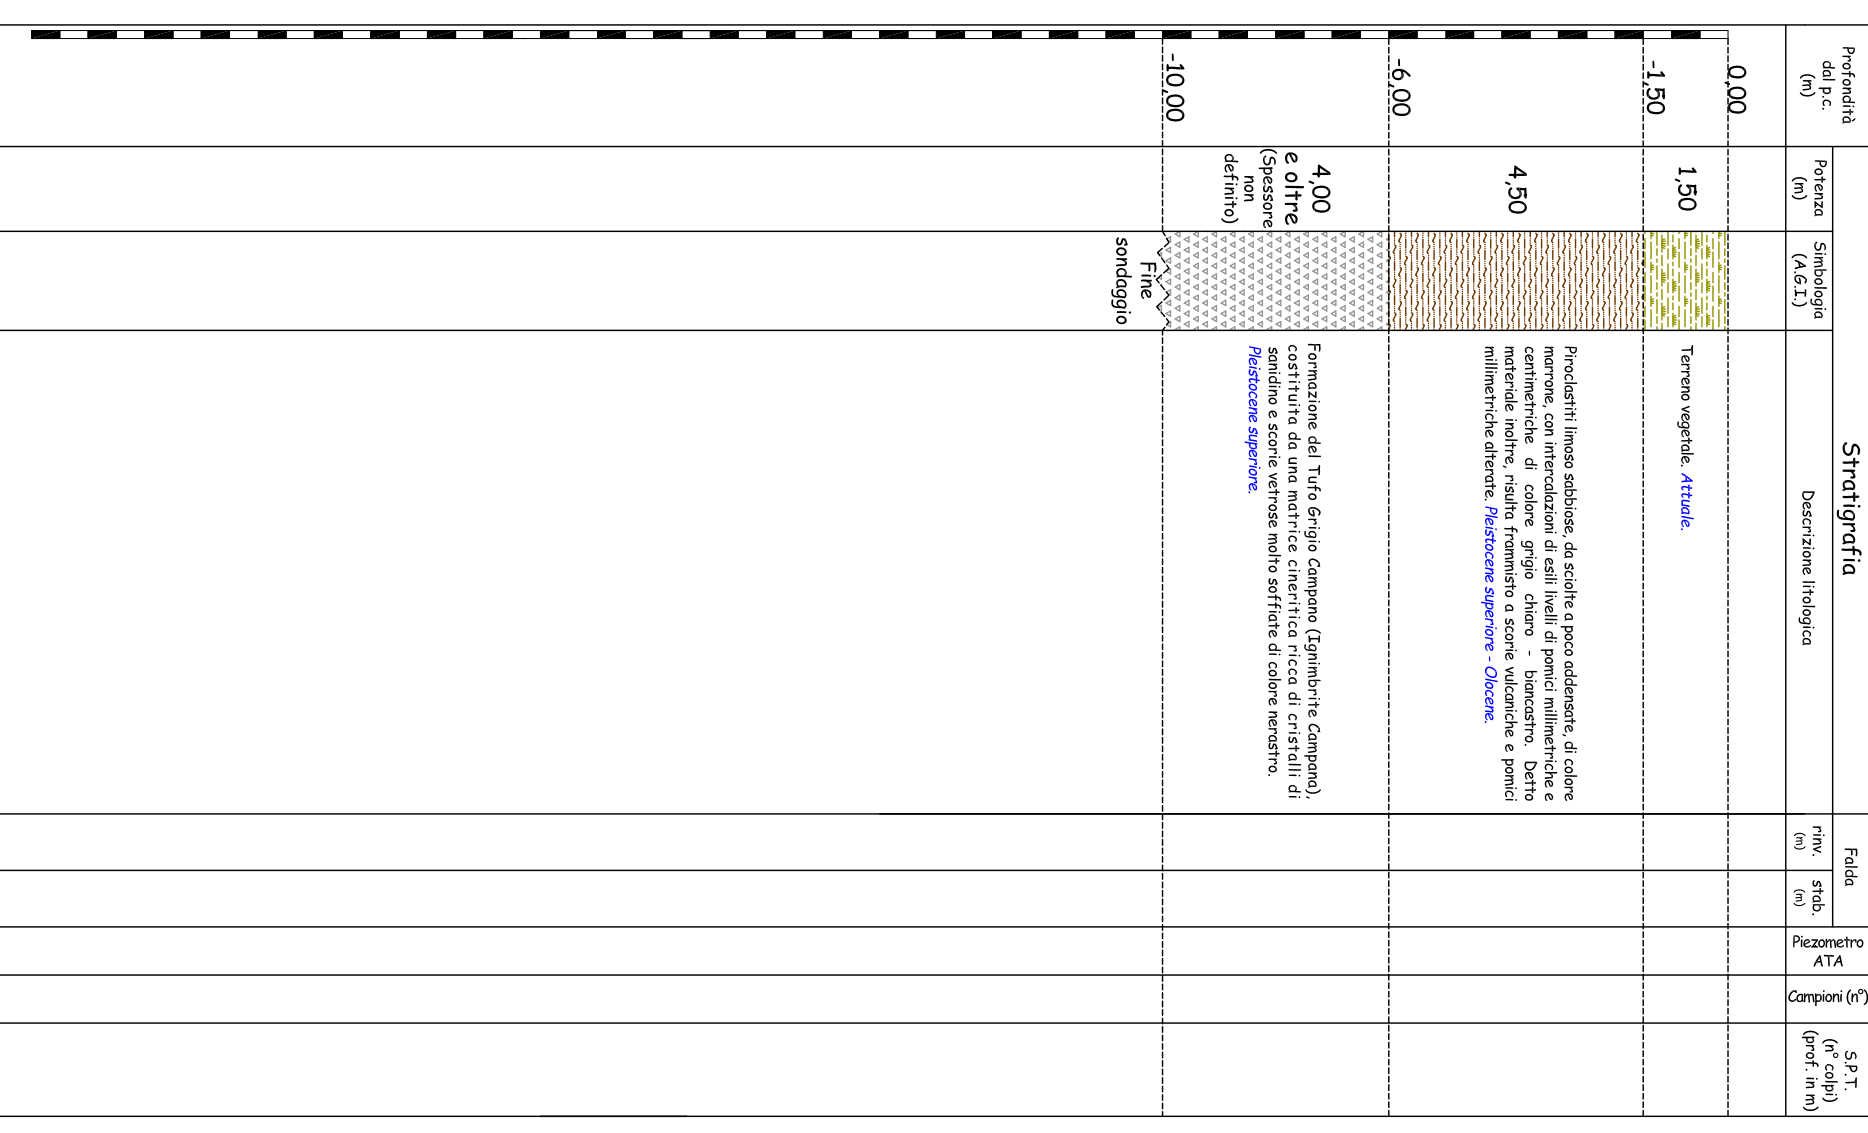 Stratigrafia
Falda
Profondità
dal p.c.
(m)
Potenza
(m)
Simbologia
(A.G.I.)
Descrizione litologica
rinv.
(m)
stab.
(m)
Piezometro
ATA
Campioni (n°)
S.P.T.
(n° colpi)
(prof. in m)
0,00
1,50
Terreno vegetale. Attuale.
-1,50
4,50
Piroclastiti limoso sabbiose, da sciolte a poco addensate, di colore
marrone, con intercalazioni di esili livelli di pomici millimetriche e
centimetriche di colore grigio chiaro - biancastro. Detto
materiale inoltre, risulta frammisto a scorie vulcaniche e pomici
millimetriche alterate. Pleistocene superiore - Olocene.
-6,00
4,00
e oltre
(Spessore
non
definito)
Formazione del Tufo Grigio Campano (Ignimbrite Campana),
costituita da una matrice cineritica ricca di cristalli di
sanidino e scorie vetrose molto soffiate di colore nerastro.
Pleistocene superiore.
-10,00
Fine
sondaggio